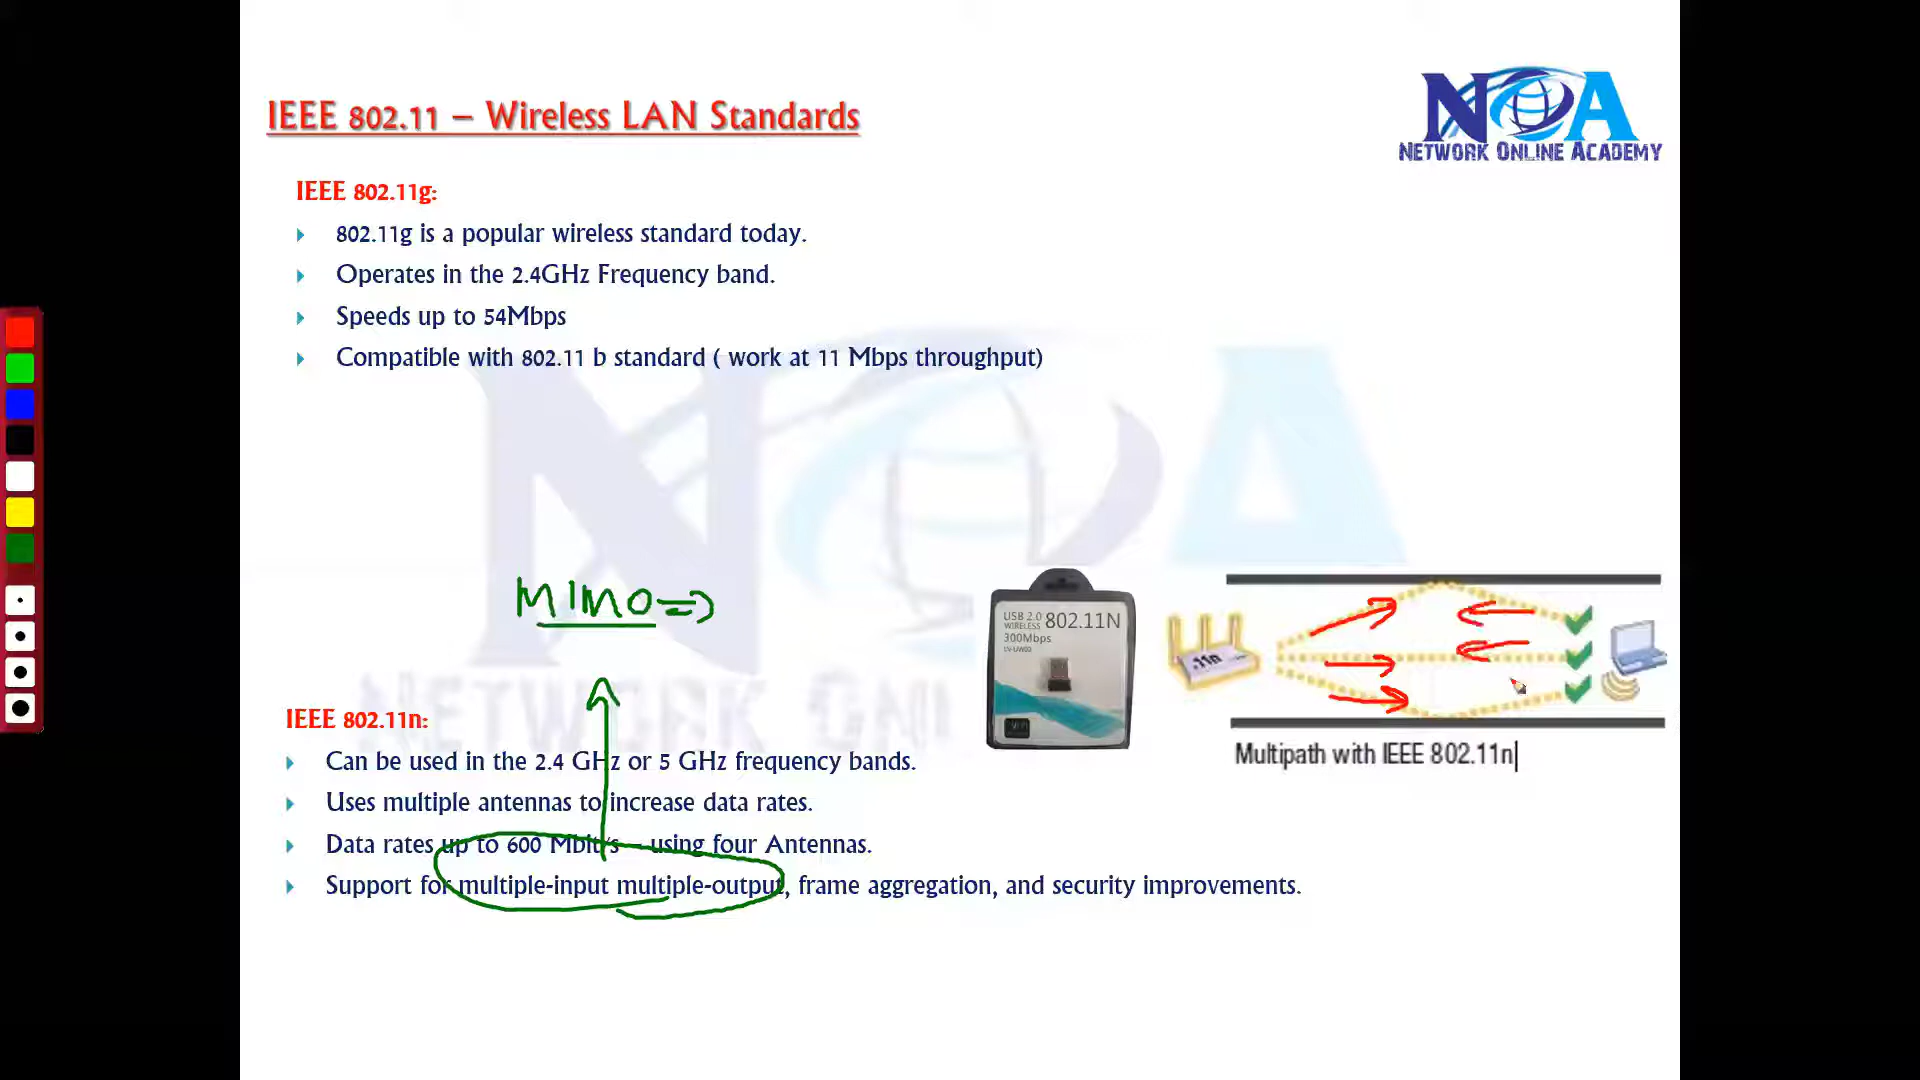 IEEE 802.11 – Wireless LAN Standards
NOA
NETWORK ONLINE ACADEMY
IEEE 802.11g:
802.11g is a popular wireless standard today.
Operates in the 2.4GHz Frequency band.
Speeds up to 54Mbps
Compatible with 802.11 b standard ( work at 11 Mbps throughput)
MIMO
USB 2.0
WIRELESS
802.11N
300Mbps
.11n
Multipath with IEEE 802.11n
NETWORK ONLI
IEEE 802.11n:
Can be used in the 2.4 GHz or 5 GHz frequency bands.
Uses multiple antennas to increase data rates.
Data rates up to 600 Mbit/s – using four Antennas.
Support for multiple-input multiple-output, frame aggregation, and security improvements.